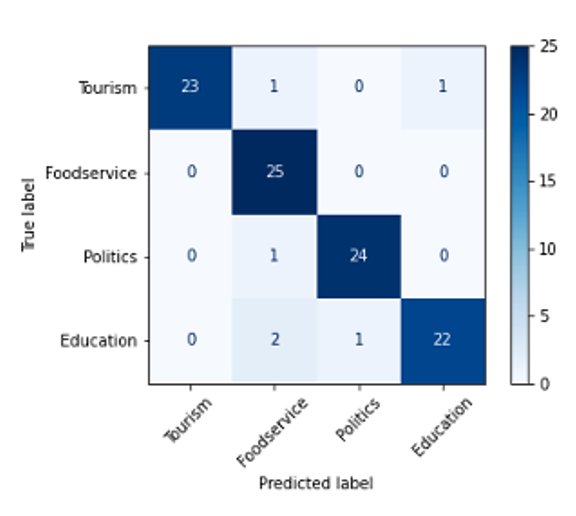 25
Tourism 23 1 0 1
20
Foodservice 0 25 0 0
15
True label
10
Politics 0 1 24 0
5
Education 0 2 1 22
0
Tourism Foodservice Politics Education
Predicted label